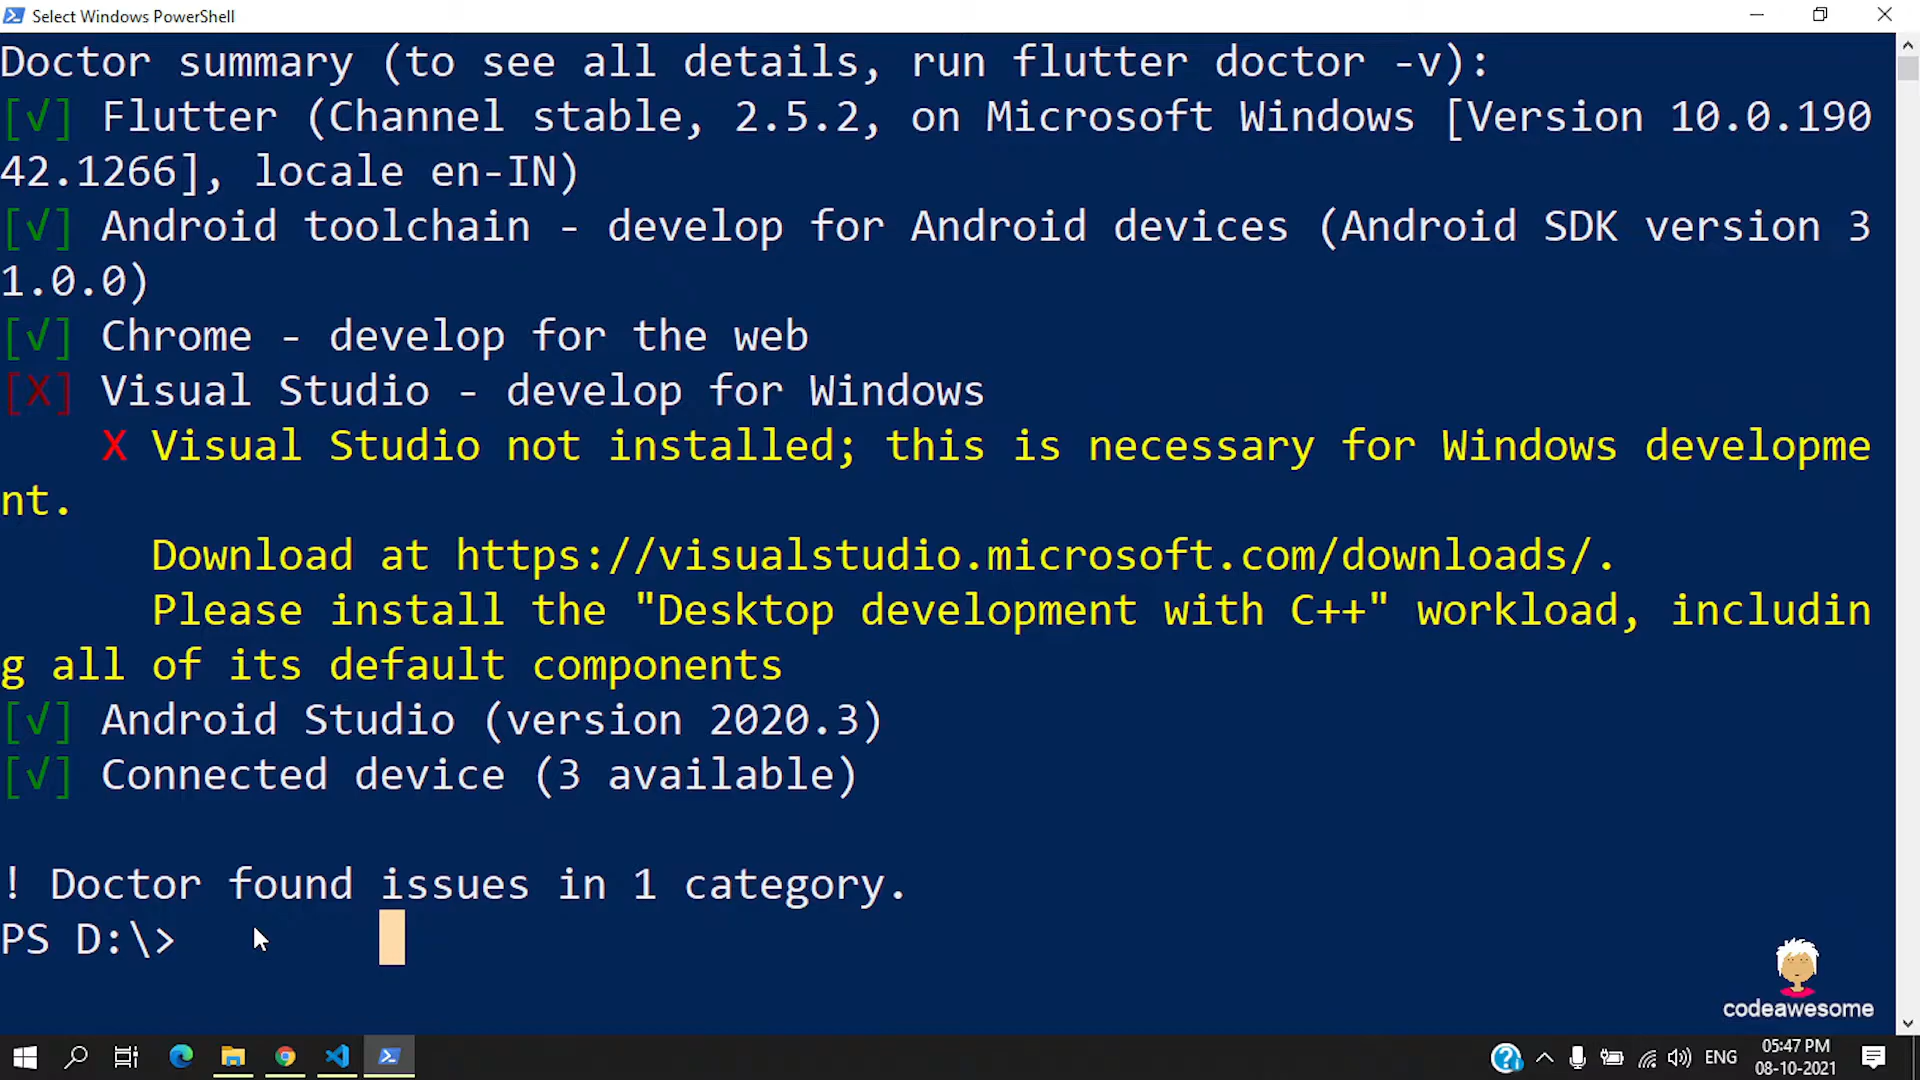 Select Windows PowerShell
Doctor summary (to see all details, run flutter doctor -v):
[√] Flutter (Channel stable, 2.5.2, on Microsoft Windows [Version 10.0.190
42.1266], locale en-IN)
[√] Android toolchain - develop for Android devices (Android SDK version 3
1.0.0)
[√] Chrome - develop for the web
[X] Visual Studio - develop for Windows
X Visual Studio not installed; this is necessary for Windows developme
nt.
Download at https://visualstudio.microsoft.com/downloads/.
Please install the "Desktop development with C++" workload, includin
g all of its default components
[√] Android Studio (version 2020.3)
[√] Connected device (3 available)
! Doctor found issues in 1 category.
PS D:\>
codeawesome
ENG
05:47 PM
08-10-2021